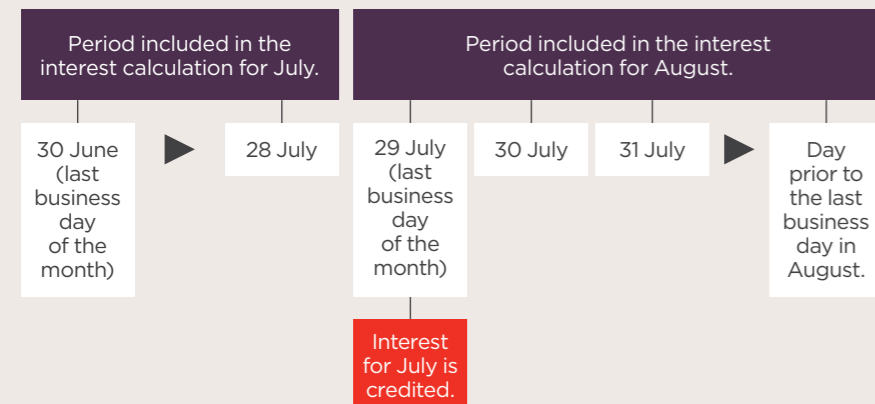 Period included in the
interest calculation for July.
Period included in the interest
calculation for August.
30 June
(last
business
day
of the
month)
28 July
29 July
(last
business
day
of the
month)
30 July
31 July
Day
prior to
the last
business
day in
August.
Interest
for July is
credited.